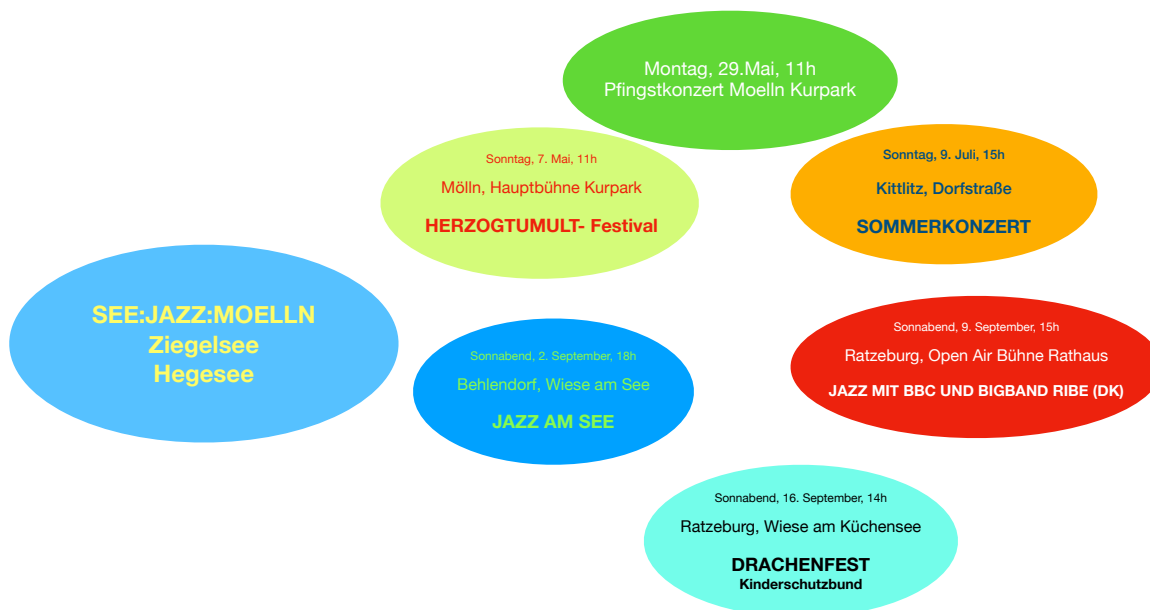 Montag, 29.Mai, 11h
Pfingstkonzert Moelln Kurpark
Sonntag, 7. Mai, 11h
Mölln, Hauptbühne Kurpark
HERZOGTUMULT- Festival
Sonntag, 9. Juli, 15h
Kittlitz, Dorfstraße
SOMMERKONZERT
SEE:JAZZ:MOELLN
Ziegelsee
Hegesee
Sonnabend, 2. September, 18h
Behlendorf, Wiese am See
JAZZ AM SEE
Sonnabend, 9. September, 15h
Ratzeburg, Open Air Bühne Rathaus
JAZZ MIT BBC UND BIGBAND RIBE (DK)
Sonnabend, 16. September, 14h
Ratzeburg, Wiese am Küchensee
DRACHENFEST
Kinderschutzbund